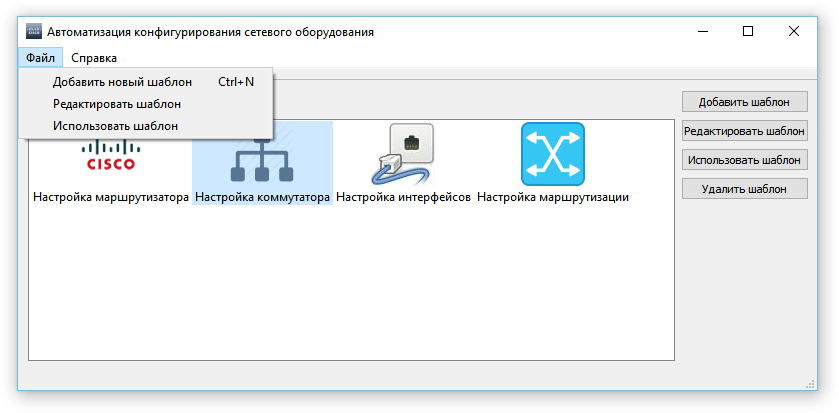 Автоматизация конфигурирования сетевого оборудования
Файл Справка
Добавить новый шаблон Ctrl+N
Редактировать шаблон
Использовать шаблон
CISCO
Настройка маршрутизатора Настройка коммутатора Настройка интерфейсов Настройка маршрутизации
Добавить шаблон
Редактировать шаблон
Использовать шаблон
Удалить шаблон